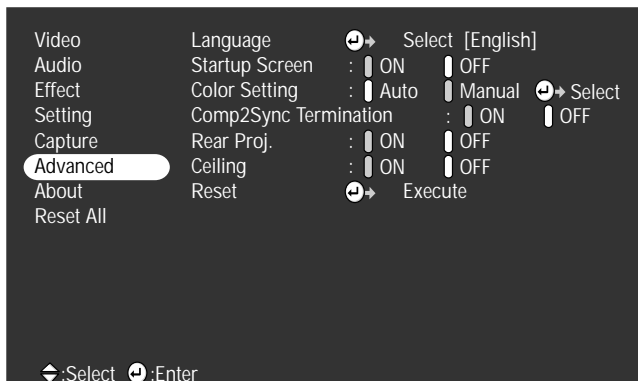 Video Language Select [English]
Audio Startup Screen : ON OFF
Effect Color Setting : Auto Manual Select
Setting Comp2Sync Termination : ON OFF
Capture Rear Proj. : ON OFF
Advanced Ceiling : ON OFF
About Reset Execute
Reset All
:Select :Enter